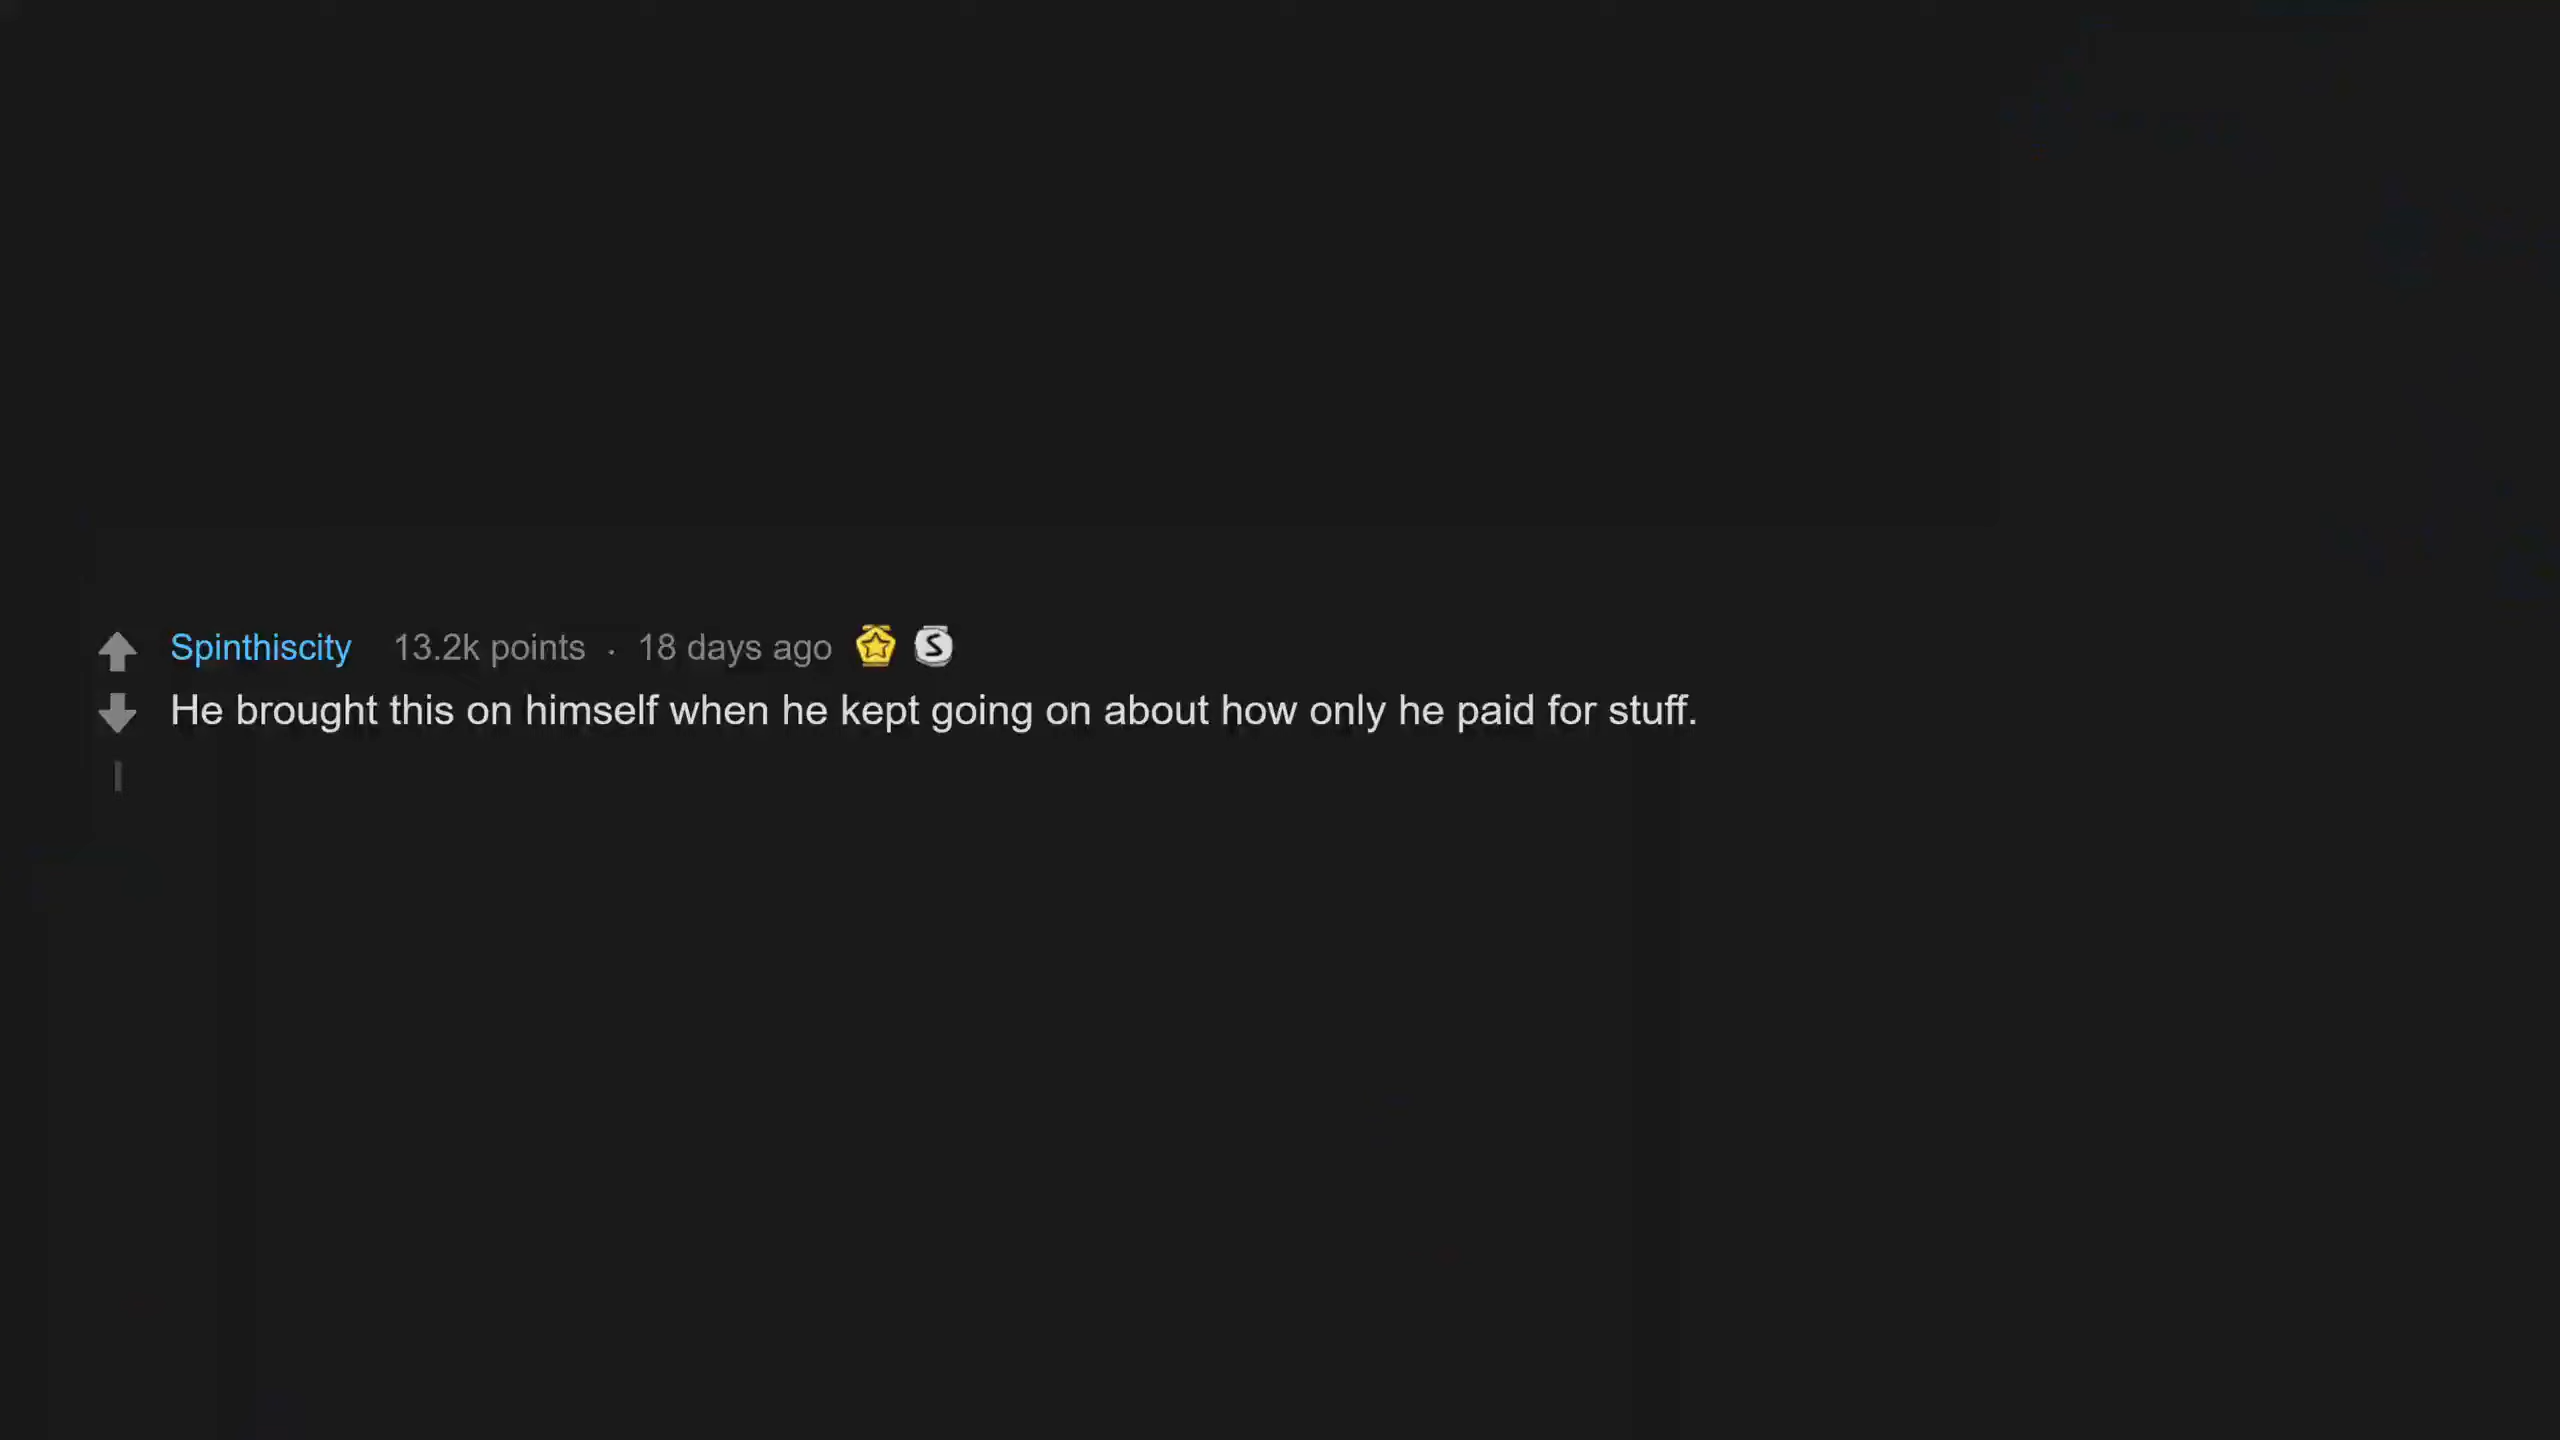 Spinthiscity 13.2k points · 18 days ago
He brought this on himself when he kept going on about how only he paid for stuff.